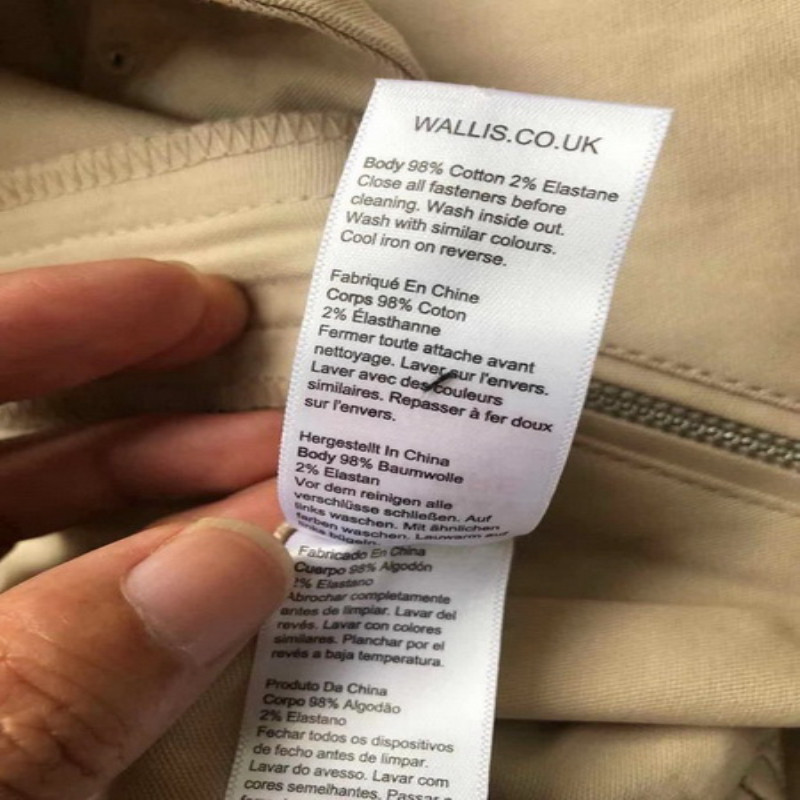 WALLIS.CO.UK
Body 98% Cotton 2% Elastane
Close all fasteners before
cleaning. Wash inside out.
Wash with similar colours.
Cool iron on reverse.
Fabriqué En Chine
Corps 98% Coton
2% Élasthanne
Fermer toute attache avant
nettoyage. Laver sur l'envers.
Laver avec des couleurs
similaires. Repasser à fer doux
sur l'envers.
Hergestellt In China
Body 98% Baumwolle
2% Elastan
Vor dem reinigen alle
verschlüsse schließen. Auf
links waschen. Mit ähnlichen
farben waschen. Lauwarm auf
links bügeln.
Fabricado En China
Cuerpo 98% Algodón
2% Elastano
Abrochar completamente
antes de limpiar. Lavar del
revés. Lavar con colores
similares. Planchar por el
revés a baja temperatura.
Produto Da China
Corpo 98% Algodão
2% Elastano
Fechar todos os dispositivos
de fecho antes de limpar.
Lavar do avesso. Lavar com
cores semelhantes. Passar a